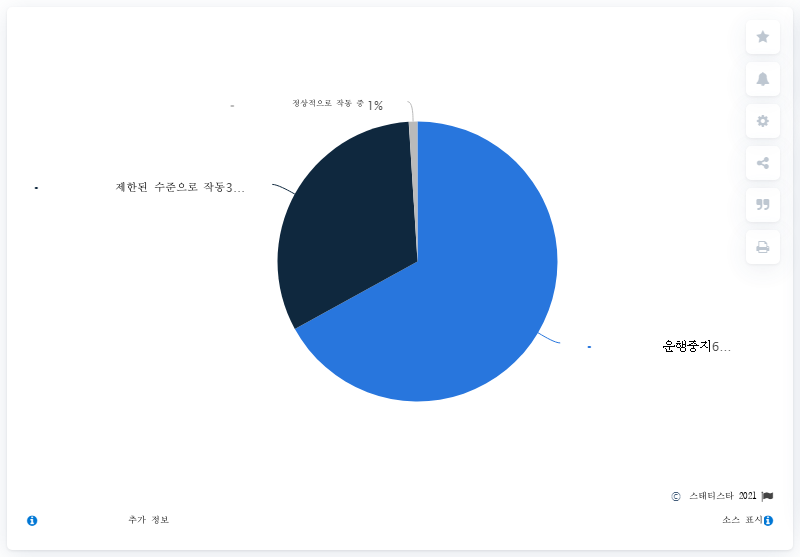 정상적으로 작동 중 1%
제한된 수준으로 작동3...
운행중지6...
© 스태티스타 2021
추가 정보
소스 표시